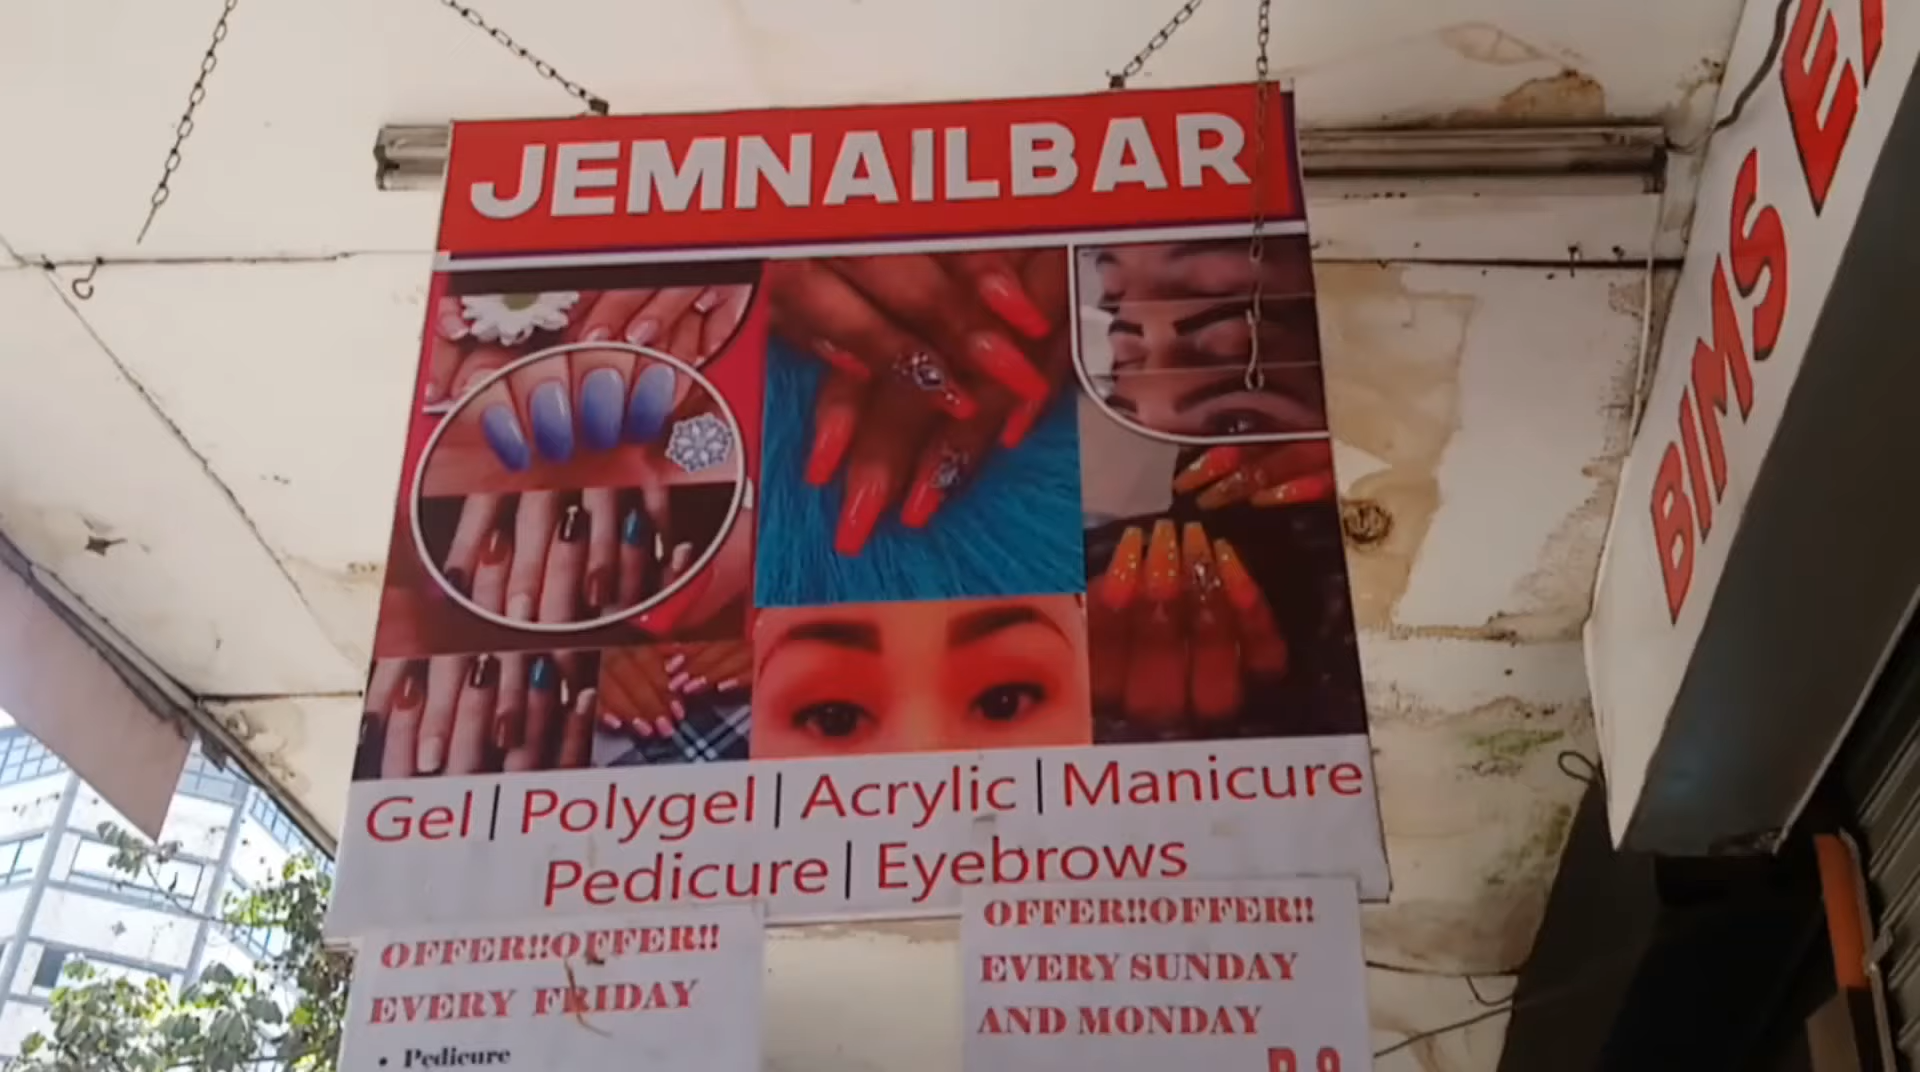 JEMNAILBAR
Gel | Polygel | Acrylic | Manicure
Pedicure | Eyebrows
OFFER!!OFFER!!
EVERY FRIDAY
• Pedicure
OFFER!!OFFER!!
EVERY SUNDAY
AND MONDAY
BIMS